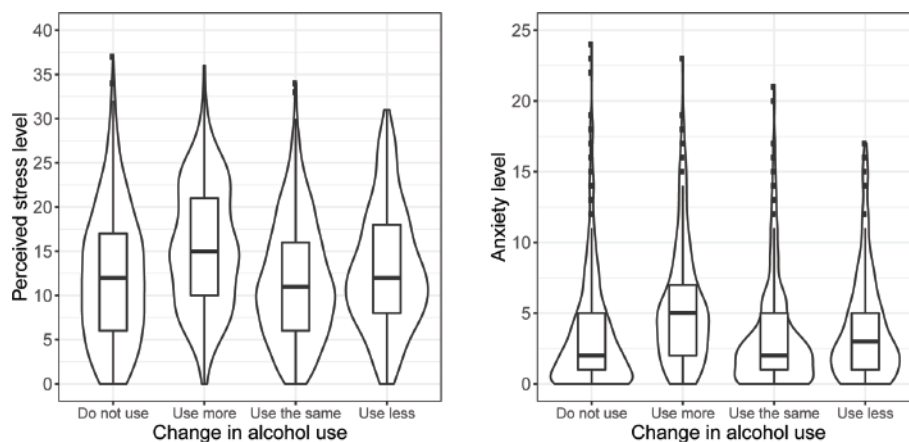 Perceived stress level
40
35
30
25
20
15
10
5
0
Do not use Use more Use the same Use less
Change in alcohol use
Anxiety level
25
20
15
10
5
0
Do not use Use more Use the same Use less
Change in alcohol use